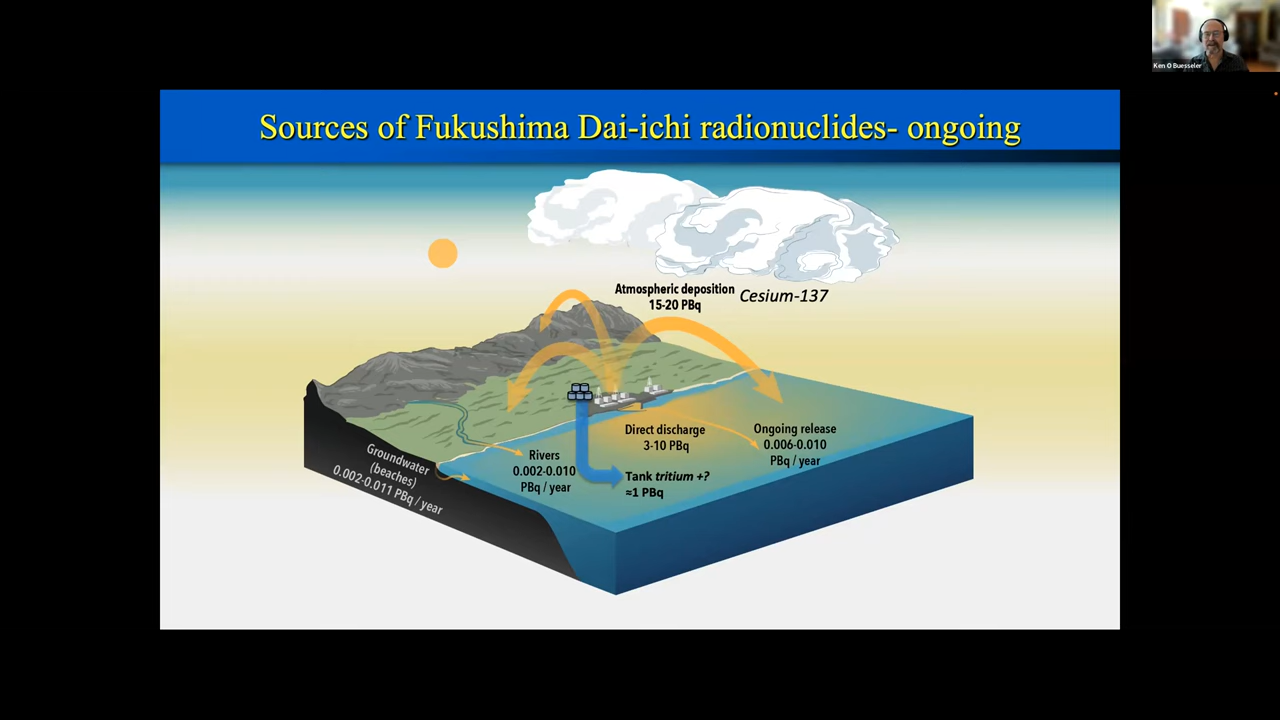 Ken O Buesseler
Sources of Fukushima Dai-ichi radionuclides- ongoing
Atmospheric deposition
15-20 PBq
Cesium-137
Direct discharge
3-10 PBq
Ongoing release
0.006-0.010
PBq / year
Rivers
0.002-0.010
PBq / year
Tank tritium +?
≈1 PBq
Groundwater
(beaches)
0.002-0.011 PBq / year